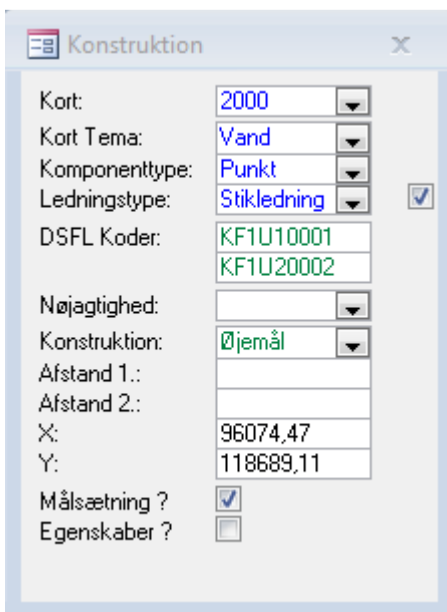 Konstruktion
Kort: 2000
Kort Tema: Vand
Komponenttype: Punkt
Ledningstype: Stikledning
DSFL Koder: KF1U10001
KF1U20002
Nøjagtighed:
Konstruktion: Øjemål
Afstand 1.:
Afstand 2.:
X: 96074,47
Y: 118689,11
Målsætning ?
Egenskaber ?